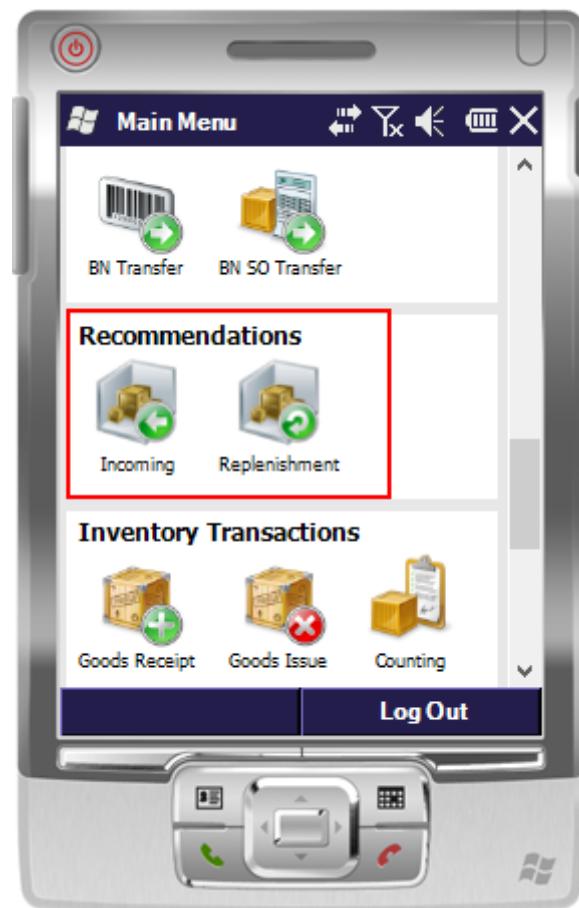 Main Menu
BN Transfer BN SO Transfer
Recommendations
Incoming Replenishment
Inventory Transactions
Goods Receipt Goods Issue Counting
Log Out